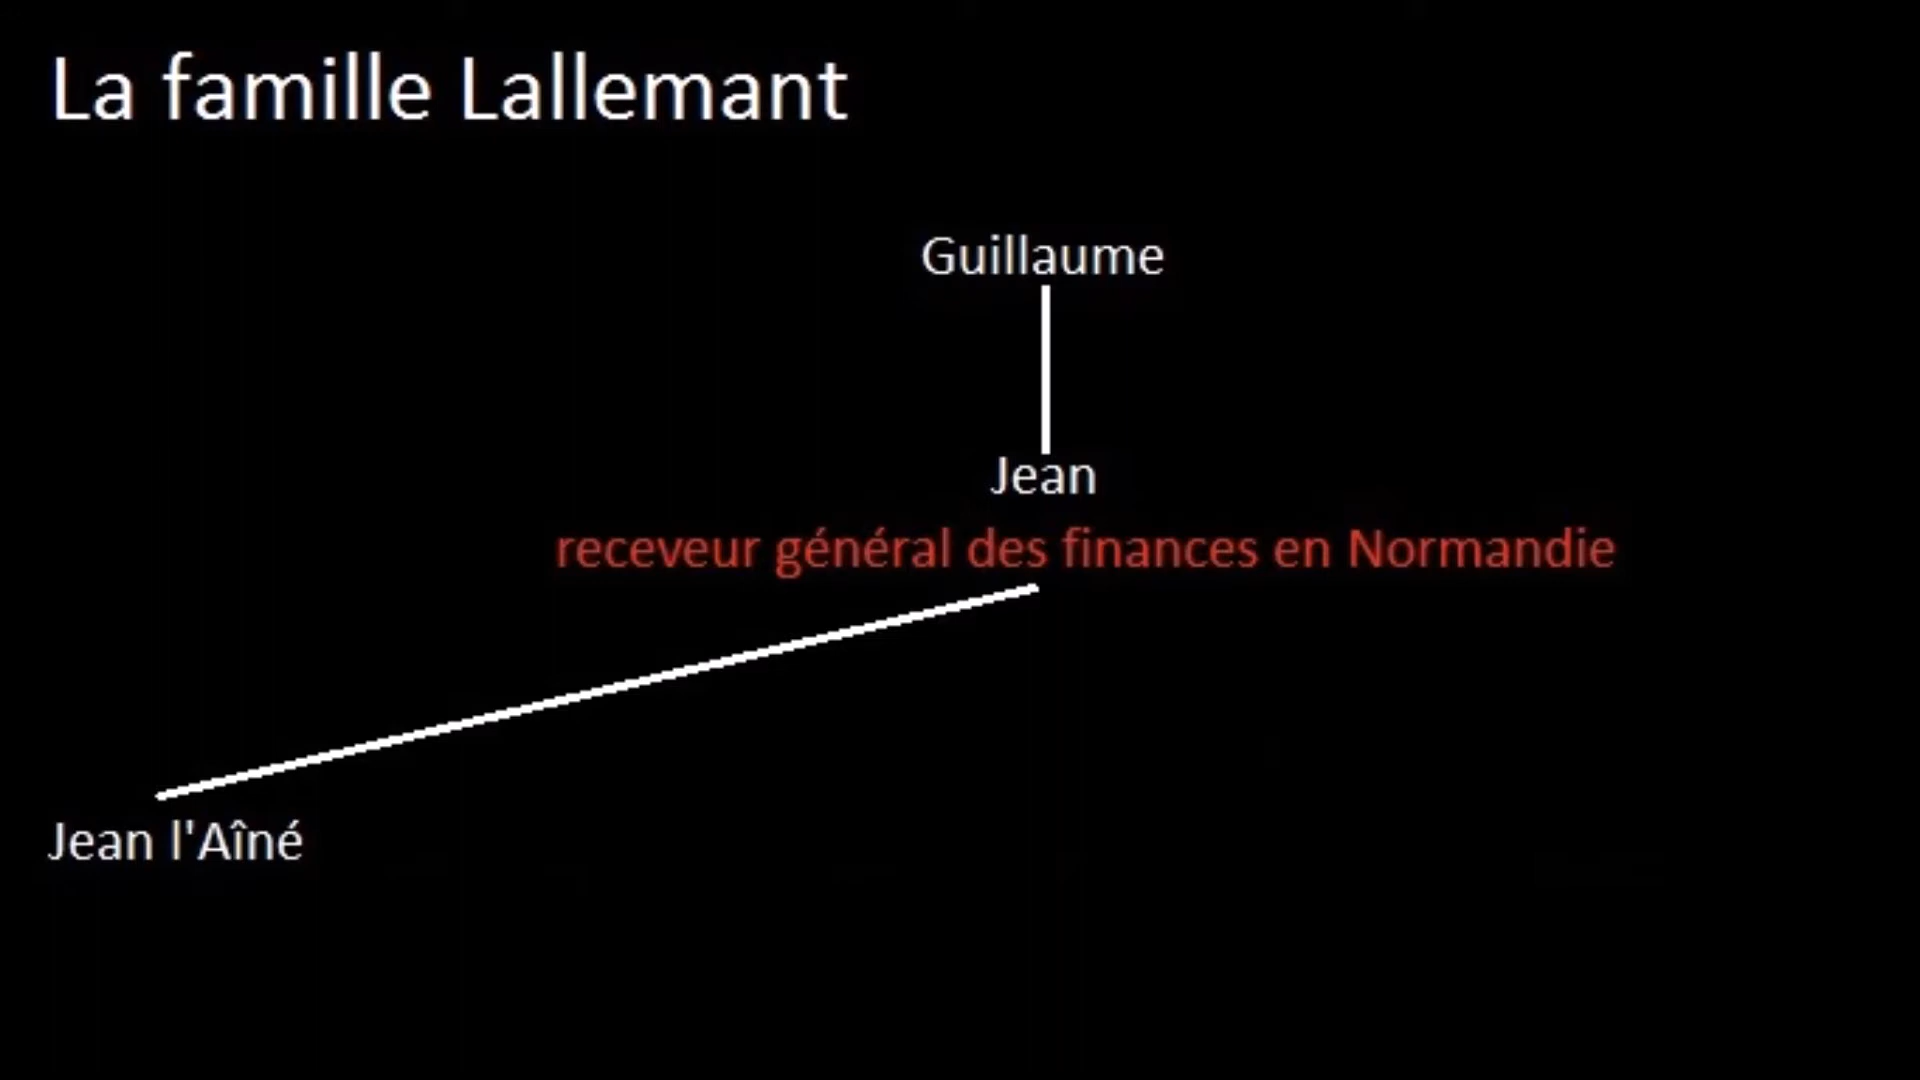 La famille Lallemant
Guillaume
Jean
receveur général des finances en Normandie
Jean l'Aîné